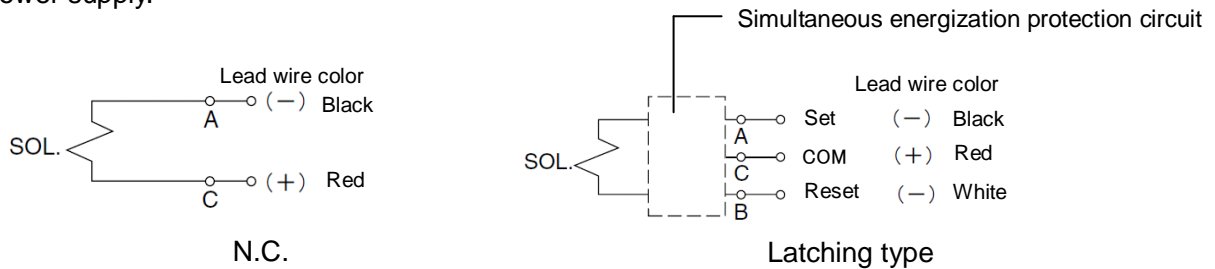 ower supply.
Simultaneous energization protection circuit
Lead wire color
(−) Black
A
SOL.
(+) Red
C
N.C.
Lead wire color
A Set (−) Black
SOL.
C COM (+) Red
B Reset (−) White
Latching type